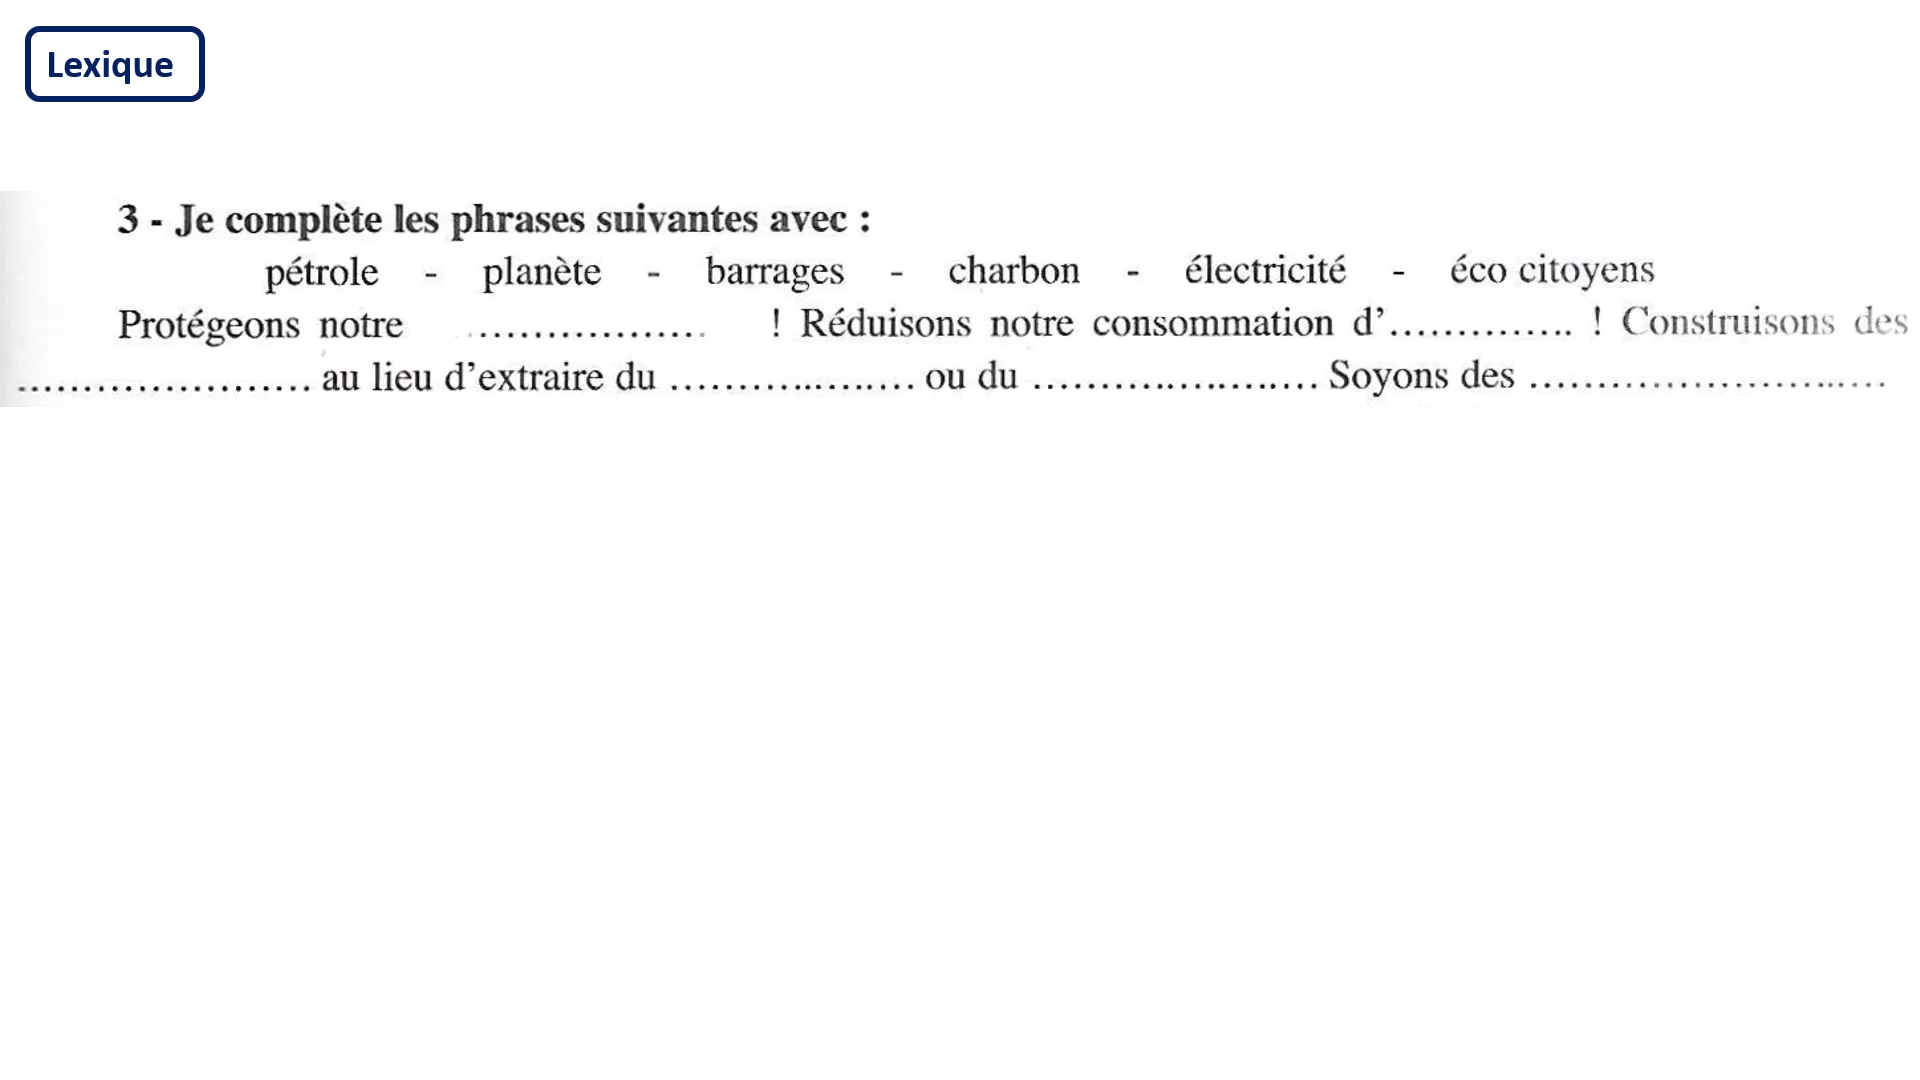 Lexique
3 - Je complète les phrases suivantes avec :
pétrole - planète - barrages - charbon - électricité - éco citoyens
Protégeons notre .................. ! Réduisons notre consommation d’.............. ! Construisons des
....................... au lieu d’extraire du ................... ou du ...................... Soyons des ...........................